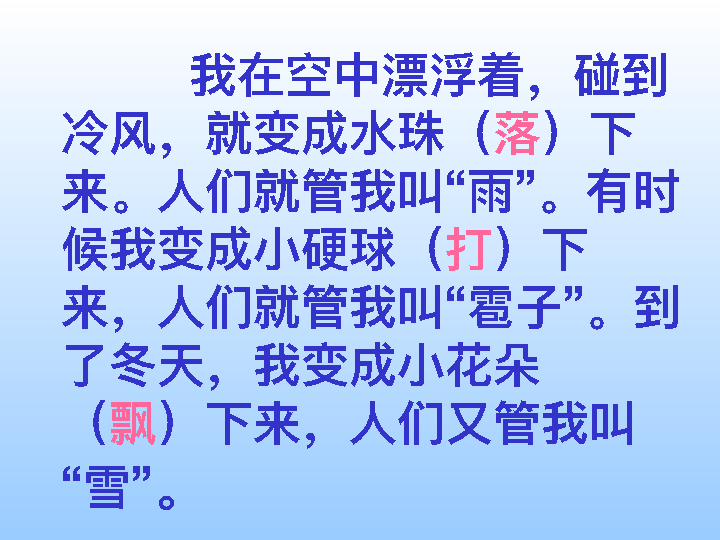 我在空中漂浮着，碰到
冷风，就变成水珠（落）下
来。人们就管我叫“雨”。有时
候我变成小硬球（打）下
来，人们就管我叫“雹子”。到
了冬天，我变成小花朵
（飘）下来，人们又管我叫
“雪”。